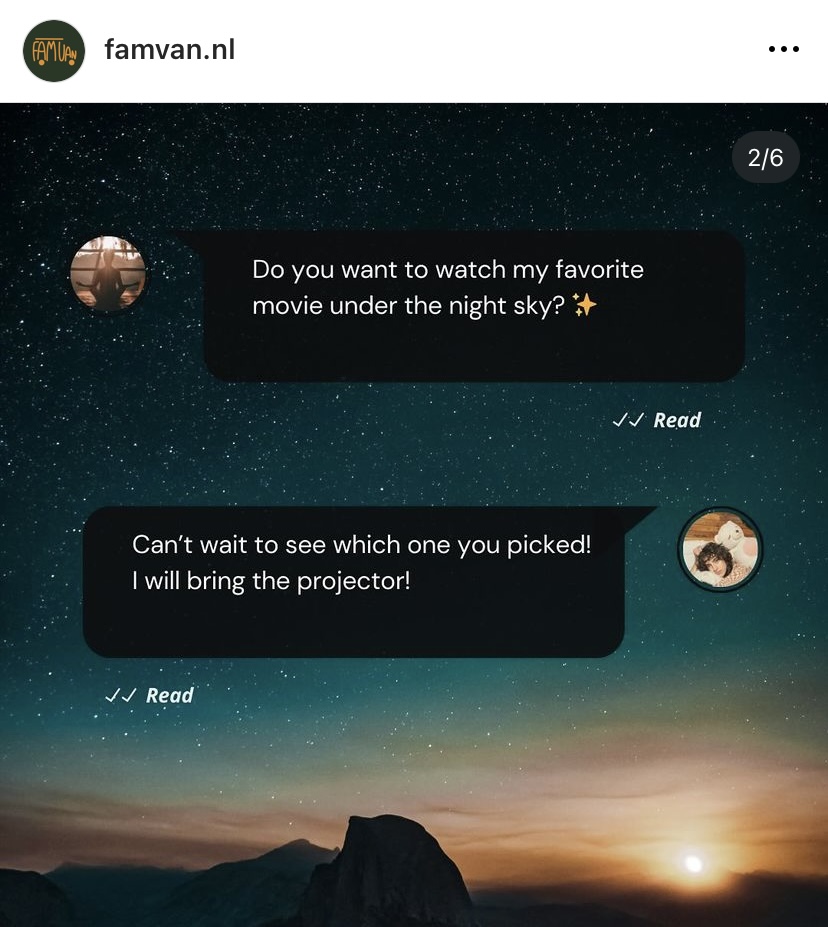 FAMVAN
famvan.nl
2/6
Do you want to watch my favorite
movie under the night sky? ✨
✓✓ Read
Can’t wait to see which one you picked!
I will bring the projector!
✓✓ Read